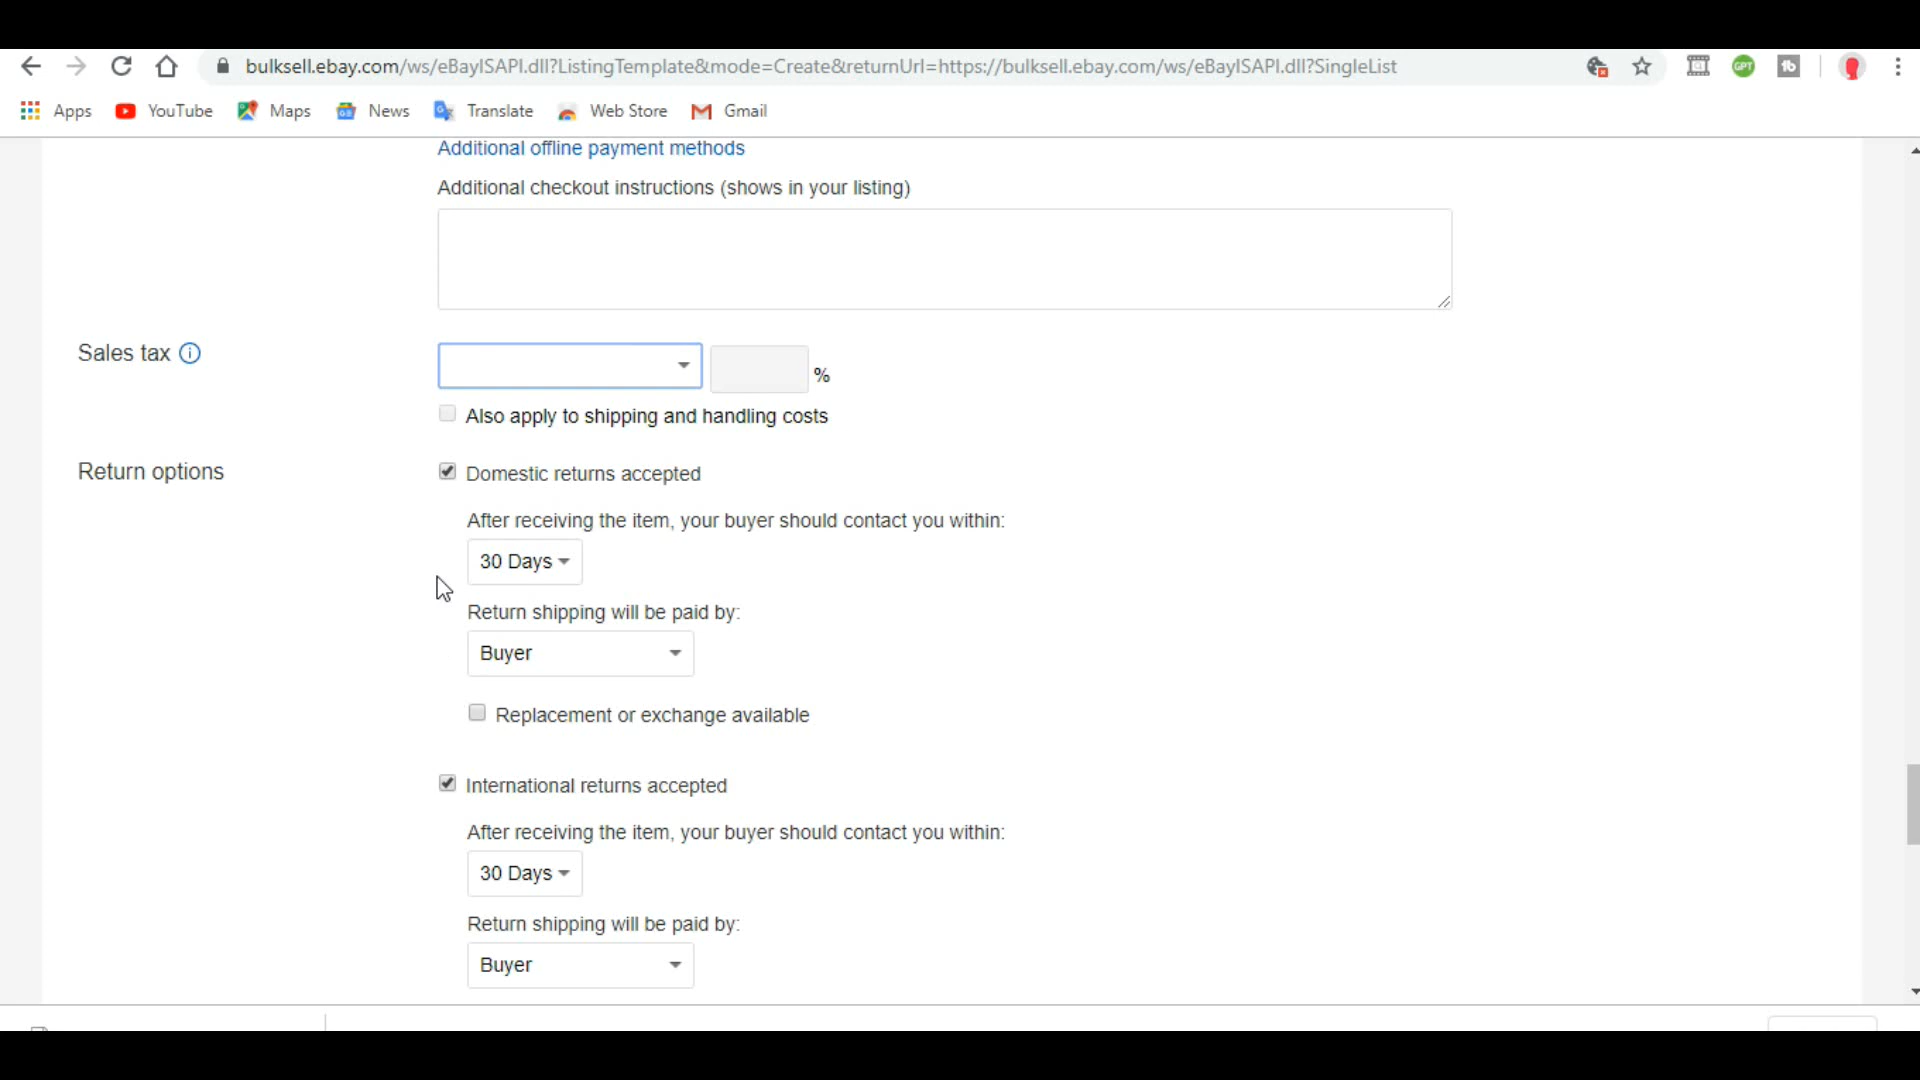 bulksell.ebay.com/ws/eBayISAPI.dll?ListingTemplate&mode=Create&returnUrl=https://bulksell.ebay.com/ws/eBayISAPI.dll?SingleList
GPT
tb
Apps
YouTube
Maps
News
Translate
Web Store
Gmail
Additional offline payment methods
Additional checkout instructions (shows in your listing)
Sales tax
%
Also apply to shipping and handling costs
Return options
Domestic returns accepted
After receiving the item, your buyer should contact you within:
30 Days
Return shipping will be paid by:
Buyer
Replacement or exchange available
International returns accepted
After receiving the item, your buyer should contact you within:
30 Days
Return shipping will be paid by:
Buyer